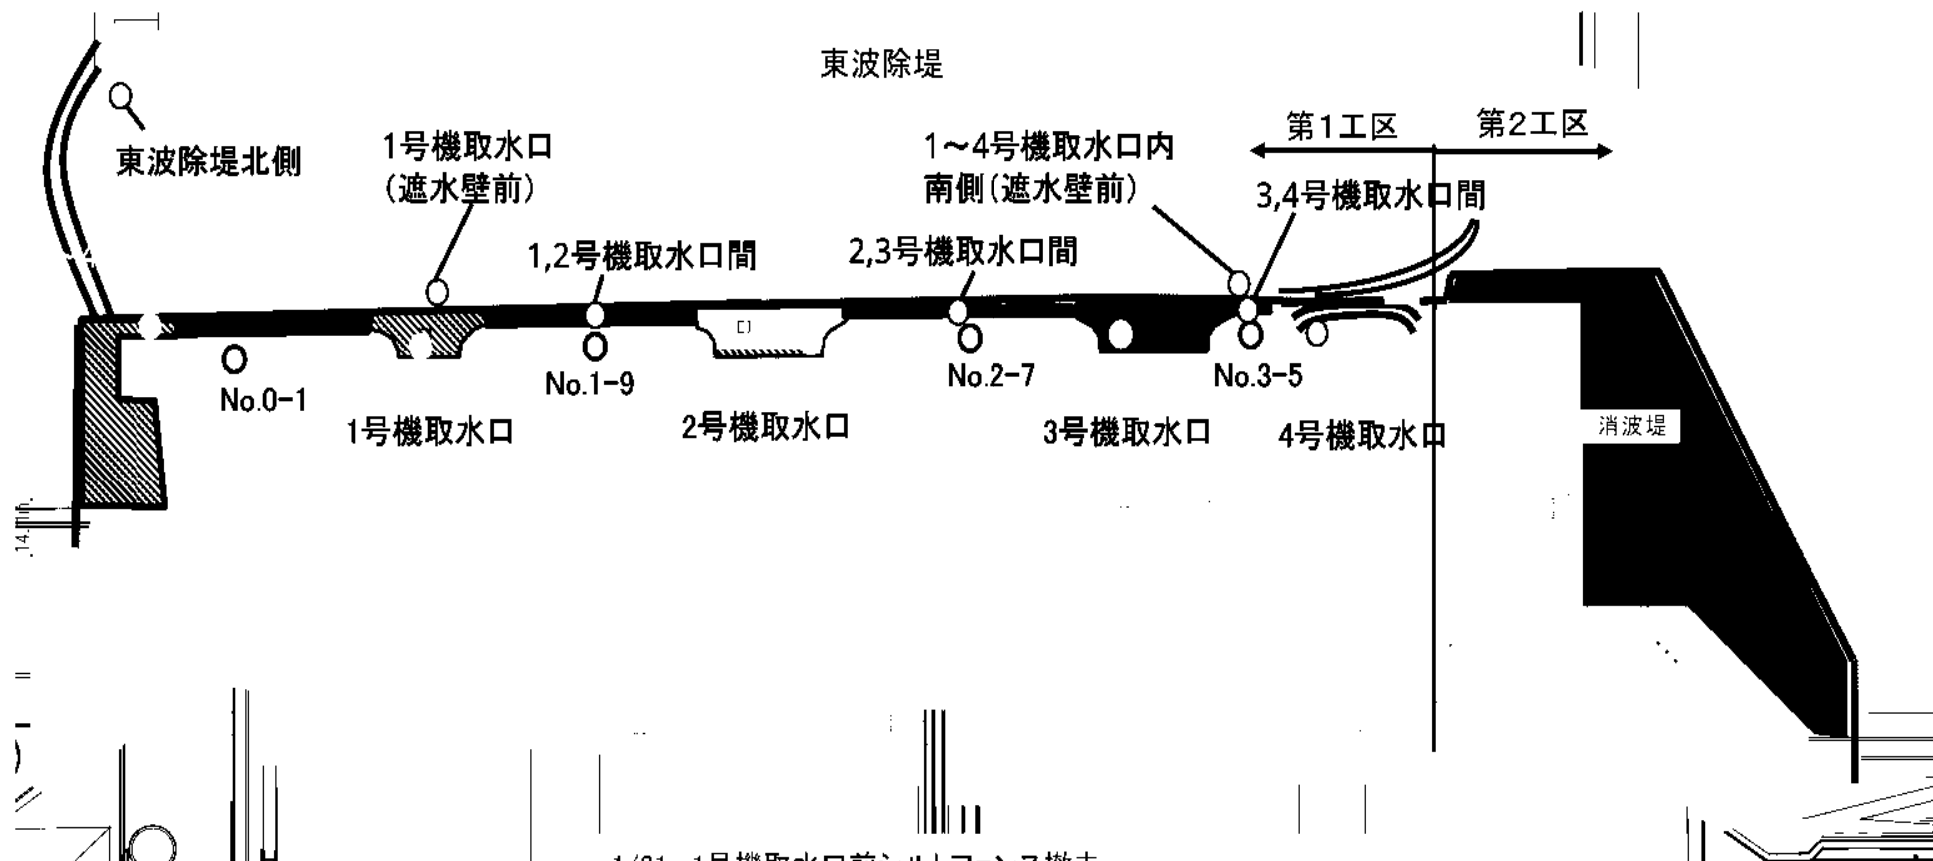 東波除堤
第1工区
第2工区
東波除堤北側
1号機取水口
(遮水壁前)
1～4号機取水口内
南側(遮水壁前)
3,4号機取水口間
1,2号機取水口間
2,3号機取水口間
No.0-1
No.1-9
No.2-7
No.3-5
1号機取水口
2号機取水口
3号機取水口
4号機取水口
消波堤